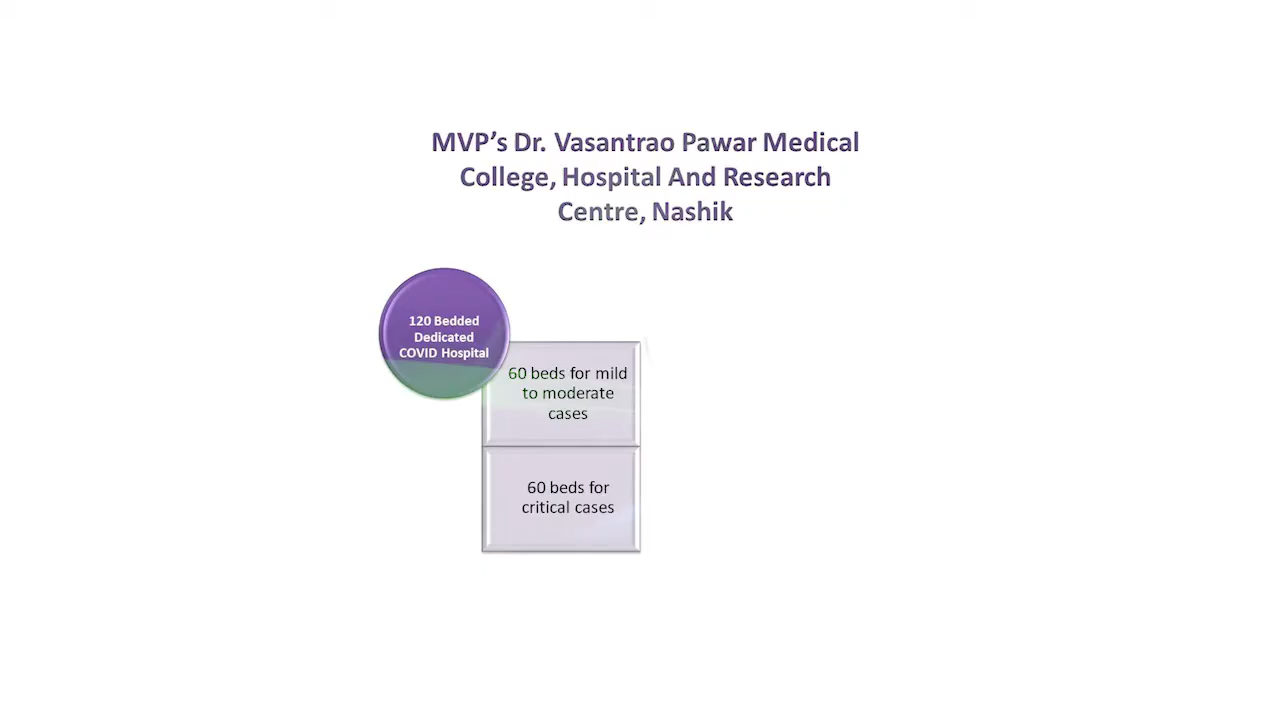 MVP’s Dr. Vasantrao Pawar Medical
College, Hospital And Research
Centre, Nashik
120 Bedded
Dedicated
COVID Hospital
60 beds for mild
to moderate
cases
60 beds for
critical cases